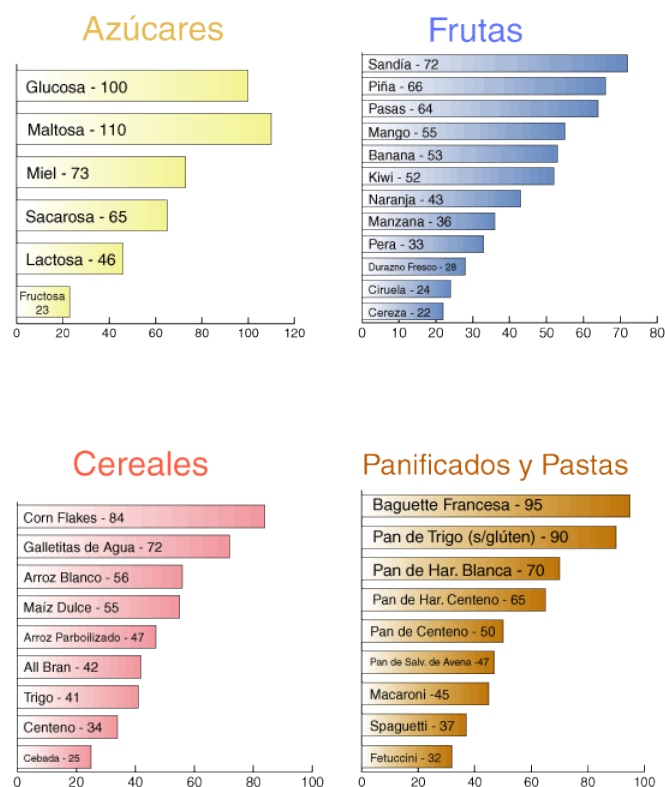 Azúcares
Glucosa - 100
Maltosa - 110
Miel - 73
Sacarosa - 65
Lactosa - 46
Fructosa
23
0 20 40 60 80 100 120
Frutas
Sandía - 72
Piña - 66
Pasas - 64
Mango - 55
Banana - 53
Kiwi - 52
Naranja - 43
Manzana - 36
Pera - 33
Durazno Fresco - 28
Ciruela - 24
Cereza - 22
0 10 20 30 40 50 60 70 80
Cereales
Corn Flakes - 84
Galletitas de Agua - 72
Arroz Blanco - 56
Maíz Dulce - 55
Arroz Parboilizado - 47
All Bran - 42
Trigo - 41
Centeno - 34
Cebada - 25
0 20 40 60 80 100
Panificados y Pastas
Baguette Francesa - 95
Pan de Trigo (s/glúten) - 90
Pan de Har. Blanca - 70
Pan de Har. Centeno - 65
Pan de Centeno - 50
Pan de Salv. de Avena -47
Macaroni -45
Spaguetti - 37
Fetuccini - 32
0 20 40 60 80 100